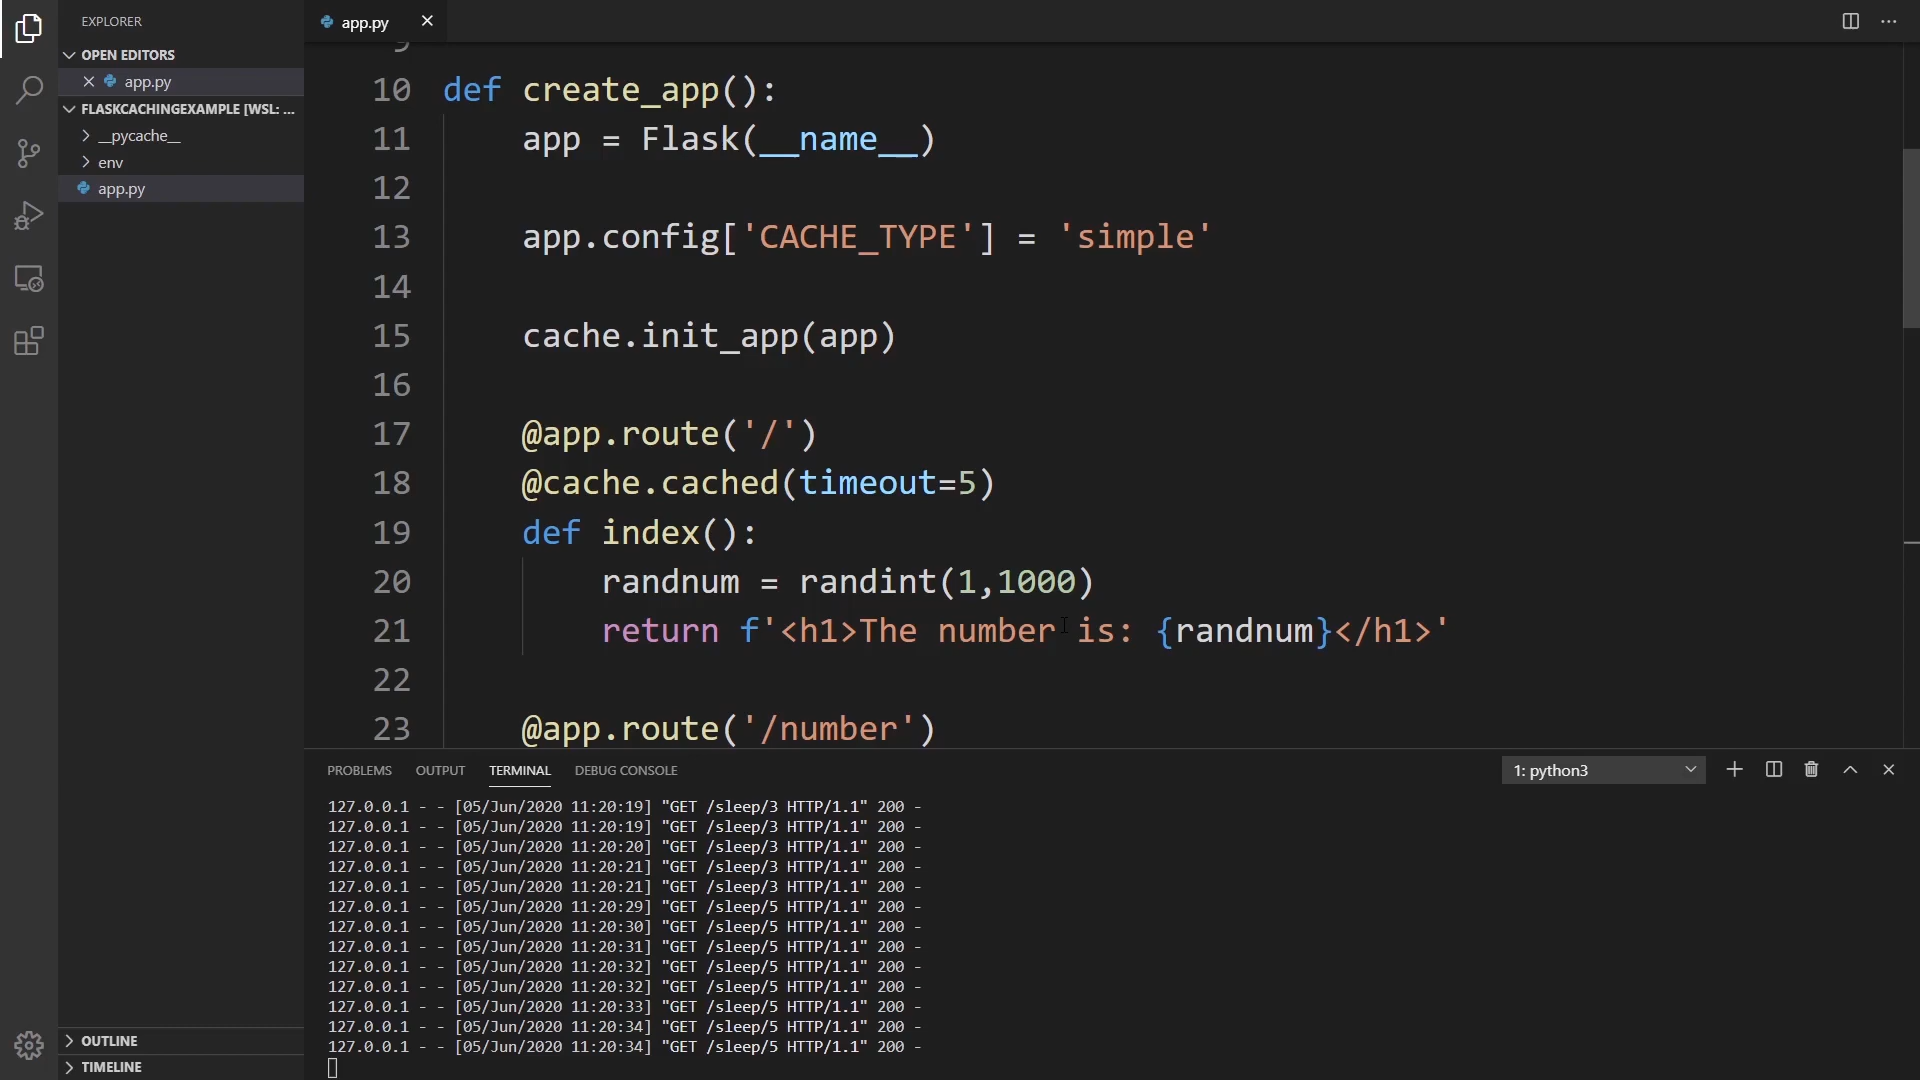 EXPLORER
OPEN EDITORS
app.py
FLASKCACHINGEXAMPLE [WSL: ...
__pycache__
env
app.py
OUTLINE
TIMELINE
app.py
9
10 def create_app():
11 app = Flask(__name__)
12
13 app.config['CACHE_TYPE'] = 'simple'
14
15 cache.init_app(app)
16
17 @app.route('/')
18 @cache.cached(timeout=5)
19 def index():
20 randnum = randint(1,1000)
21 return f'<h1>The number is: {randnum}</h1>'
22
23 @app.route('/number')
PROBLEMS OUTPUT TERMINAL DEBUG CONSOLE 1: python3
127.0.0.1 - - [05/Jun/2020 11:20:19] "GET /sleep/3 HTTP/1.1" 200 -
127.0.0.1 - - [05/Jun/2020 11:20:19] "GET /sleep/3 HTTP/1.1" 200 -
127.0.0.1 - - [05/Jun/2020 11:20:20] "GET /sleep/3 HTTP/1.1" 200 -
127.0.0.1 - - [05/Jun/2020 11:20:21] "GET /sleep/3 HTTP/1.1" 200 -
127.0.0.1 - - [05/Jun/2020 11:20:21] "GET /sleep/3 HTTP/1.1" 200 -
127.0.0.1 - - [05/Jun/2020 11:20:29] "GET /sleep/5 HTTP/1.1" 200 -
127.0.0.1 - - [05/Jun/2020 11:20:30] "GET /sleep/5 HTTP/1.1" 200 -
127.0.0.1 - - [05/Jun/2020 11:20:31] "GET /sleep/5 HTTP/1.1" 200 -
127.0.0.1 - - [05/Jun/2020 11:20:32] "GET /sleep/5 HTTP/1.1" 200 -
127.0.0.1 - - [05/Jun/2020 11:20:32] "GET /sleep/5 HTTP/1.1" 200 -
127.0.0.1 - - [05/Jun/2020 11:20:33] "GET /sleep/5 HTTP/1.1" 200 -
127.0.0.1 - - [05/Jun/2020 11:20:34] "GET /sleep/5 HTTP/1.1" 200 -
127.0.0.1 - - [05/Jun/2020 11:20:34] "GET /sleep/5 HTTP/1.1" 200 -